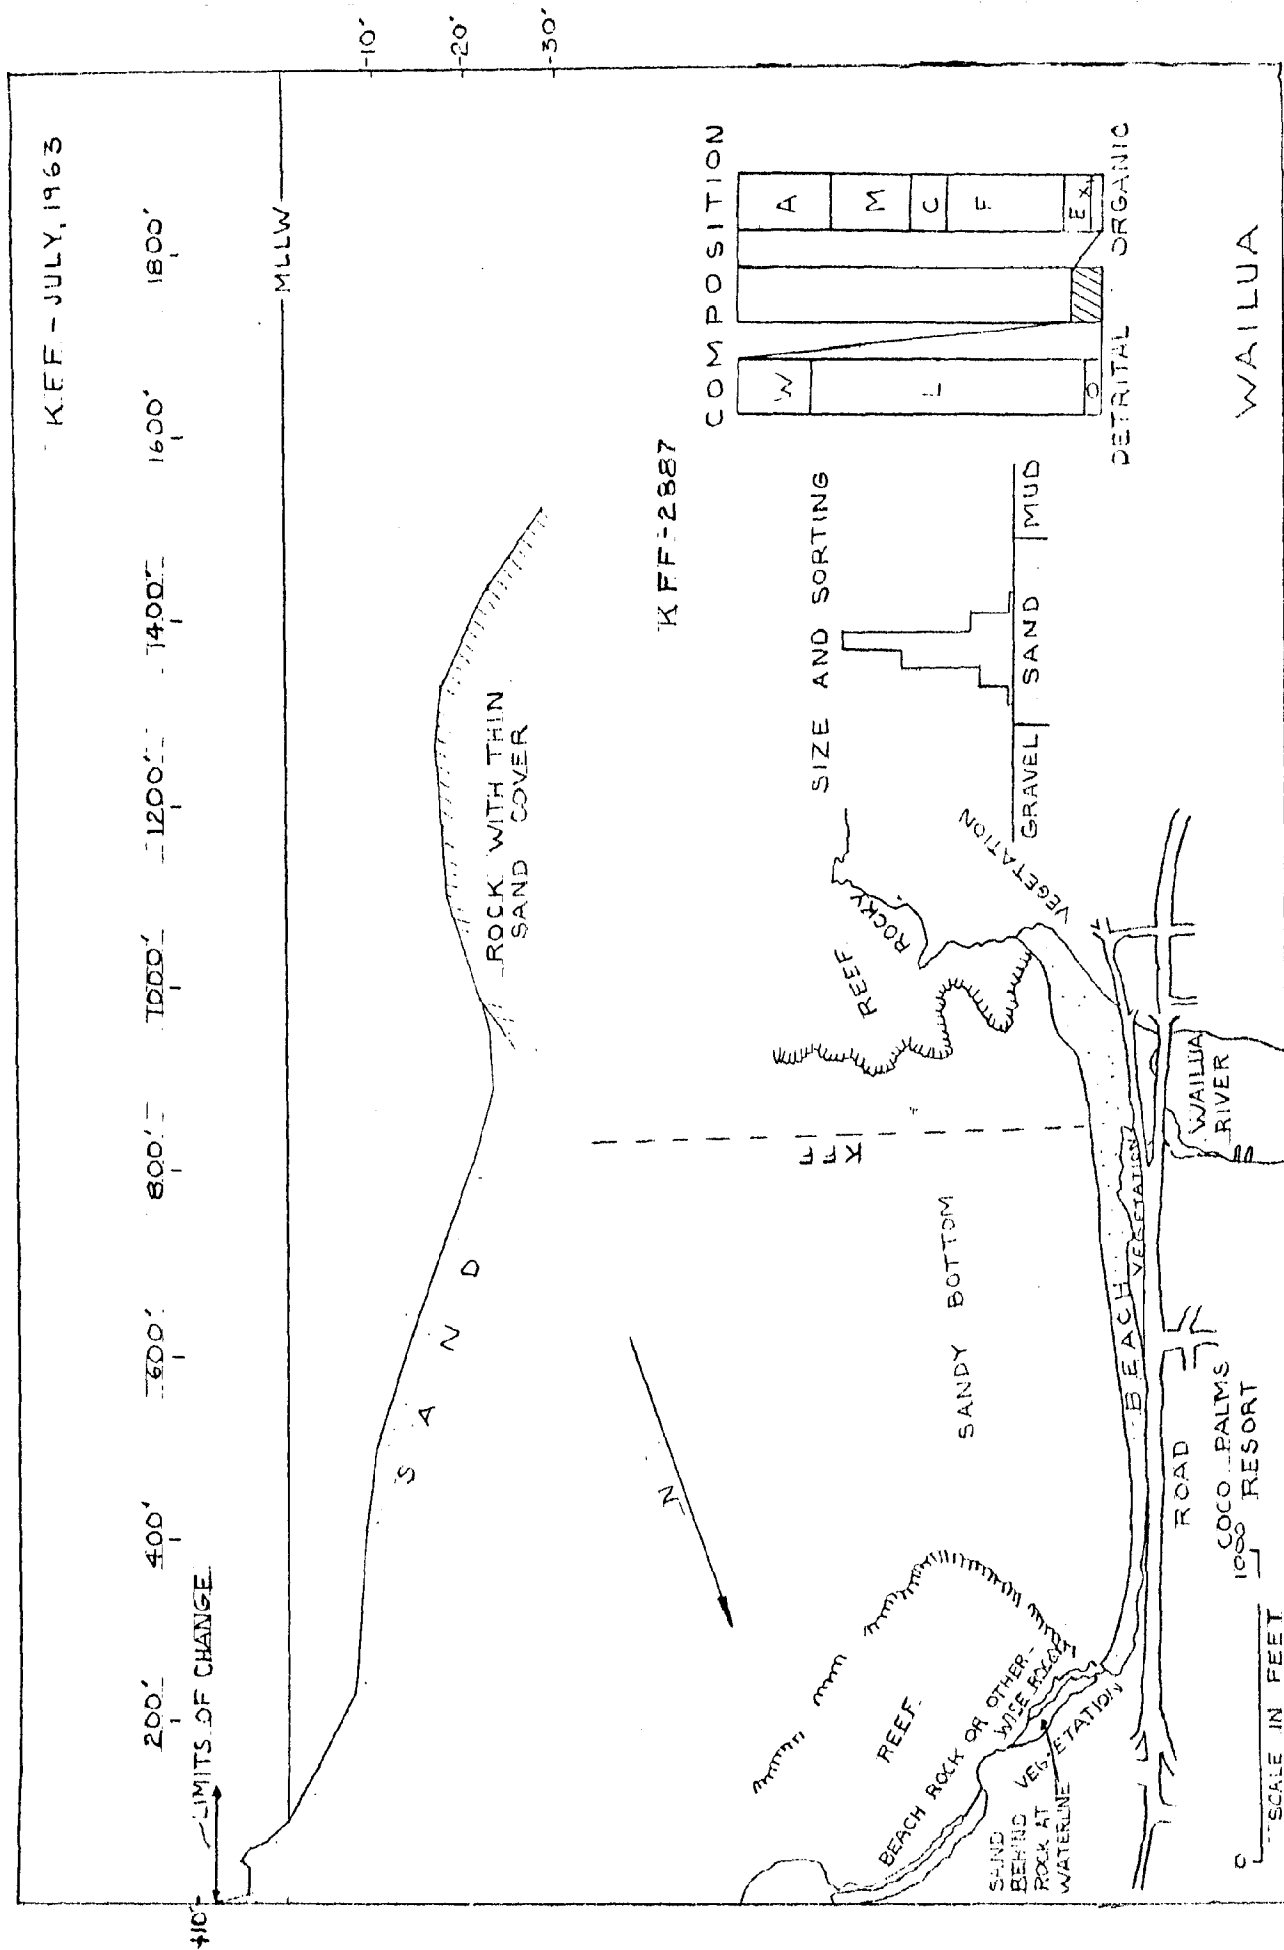 K.F.F. - JULY, 1963
+10'
LIMITS OF CHANGE
200'
400'
600'
800'
1000'
1200'
1400'
1600'
1800'
MLLW
-10'
-20'
-30'
SAND
ROCK WITH THIN
SAND COVER
KFF-2887
N
SIZE AND SORTING
GRAVEL
SAND
MUD
COMPOSITION
W
L
O
A
M
C
F
E
X
DETRITAL
ORGANIC
REEF
ROCKY
VEGETATION
KFF
SANDY BOTTOM
REEF
BEACH ROCK OR OTHER-
WISE ROCKY
SAND
BEHIND
ROCK AT
WATERLINE
VEGETATION
BEACH
VEGETATION
ROAD
COCO PALMS
RESORT
WAILUA
RIVER
0
1000
SCALE IN FEET
WAILUA